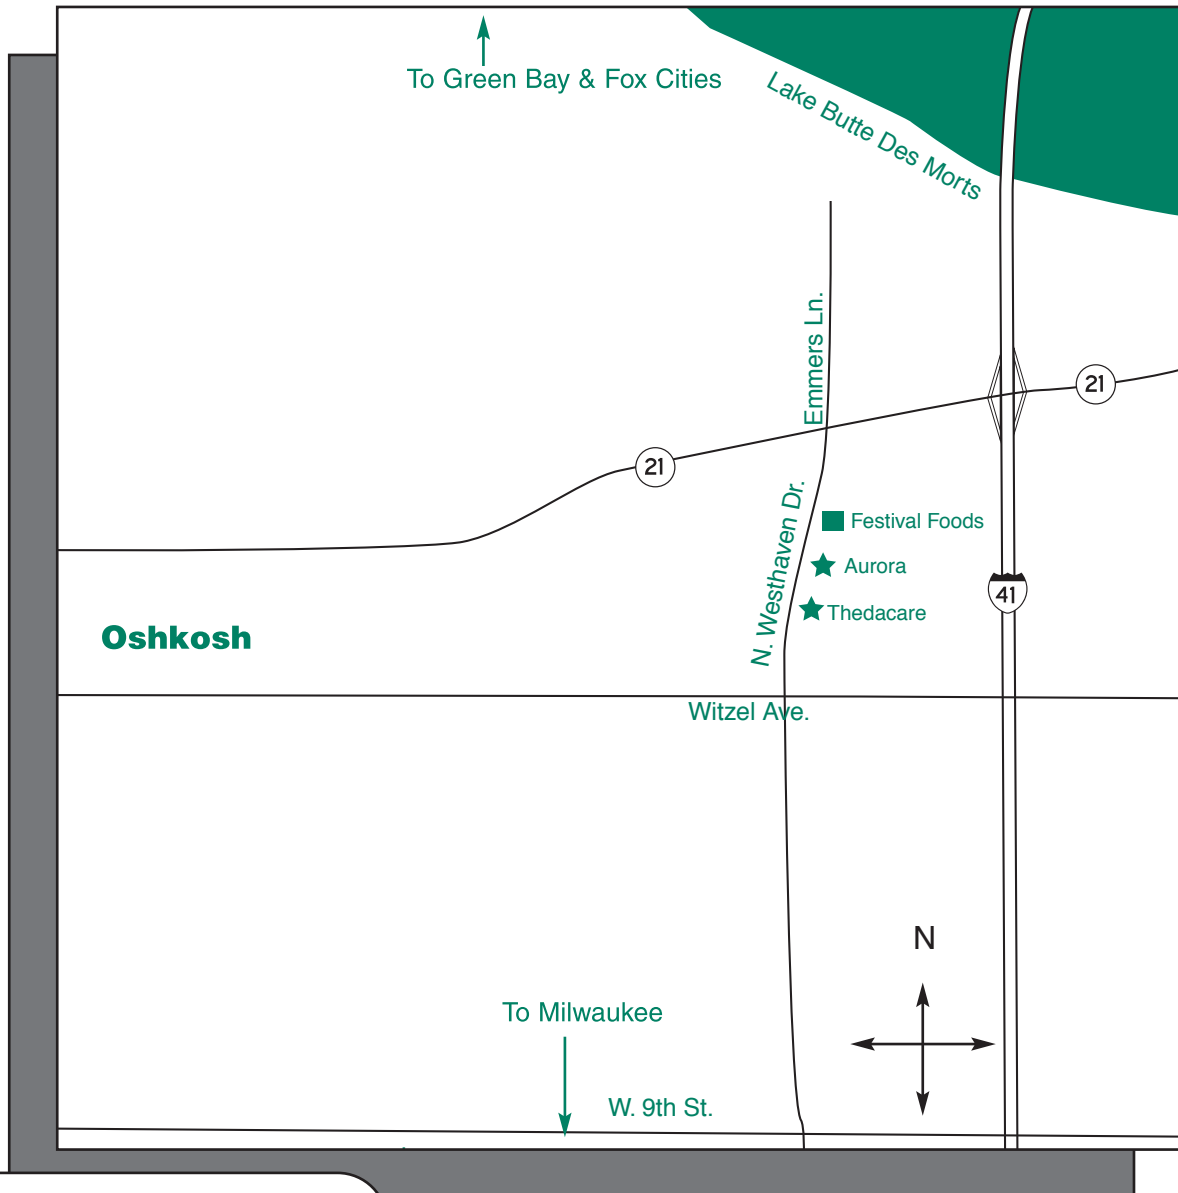 To Green Bay & Fox Cities
Lake Butte Des Morts
Emmers Ln.
21
21
N. Westhaven Dr.
Festival Foods
Aurora
41
Thedacare
Oshkosh
Witzel Ave.
N
To Milwaukee
W. 9th St.